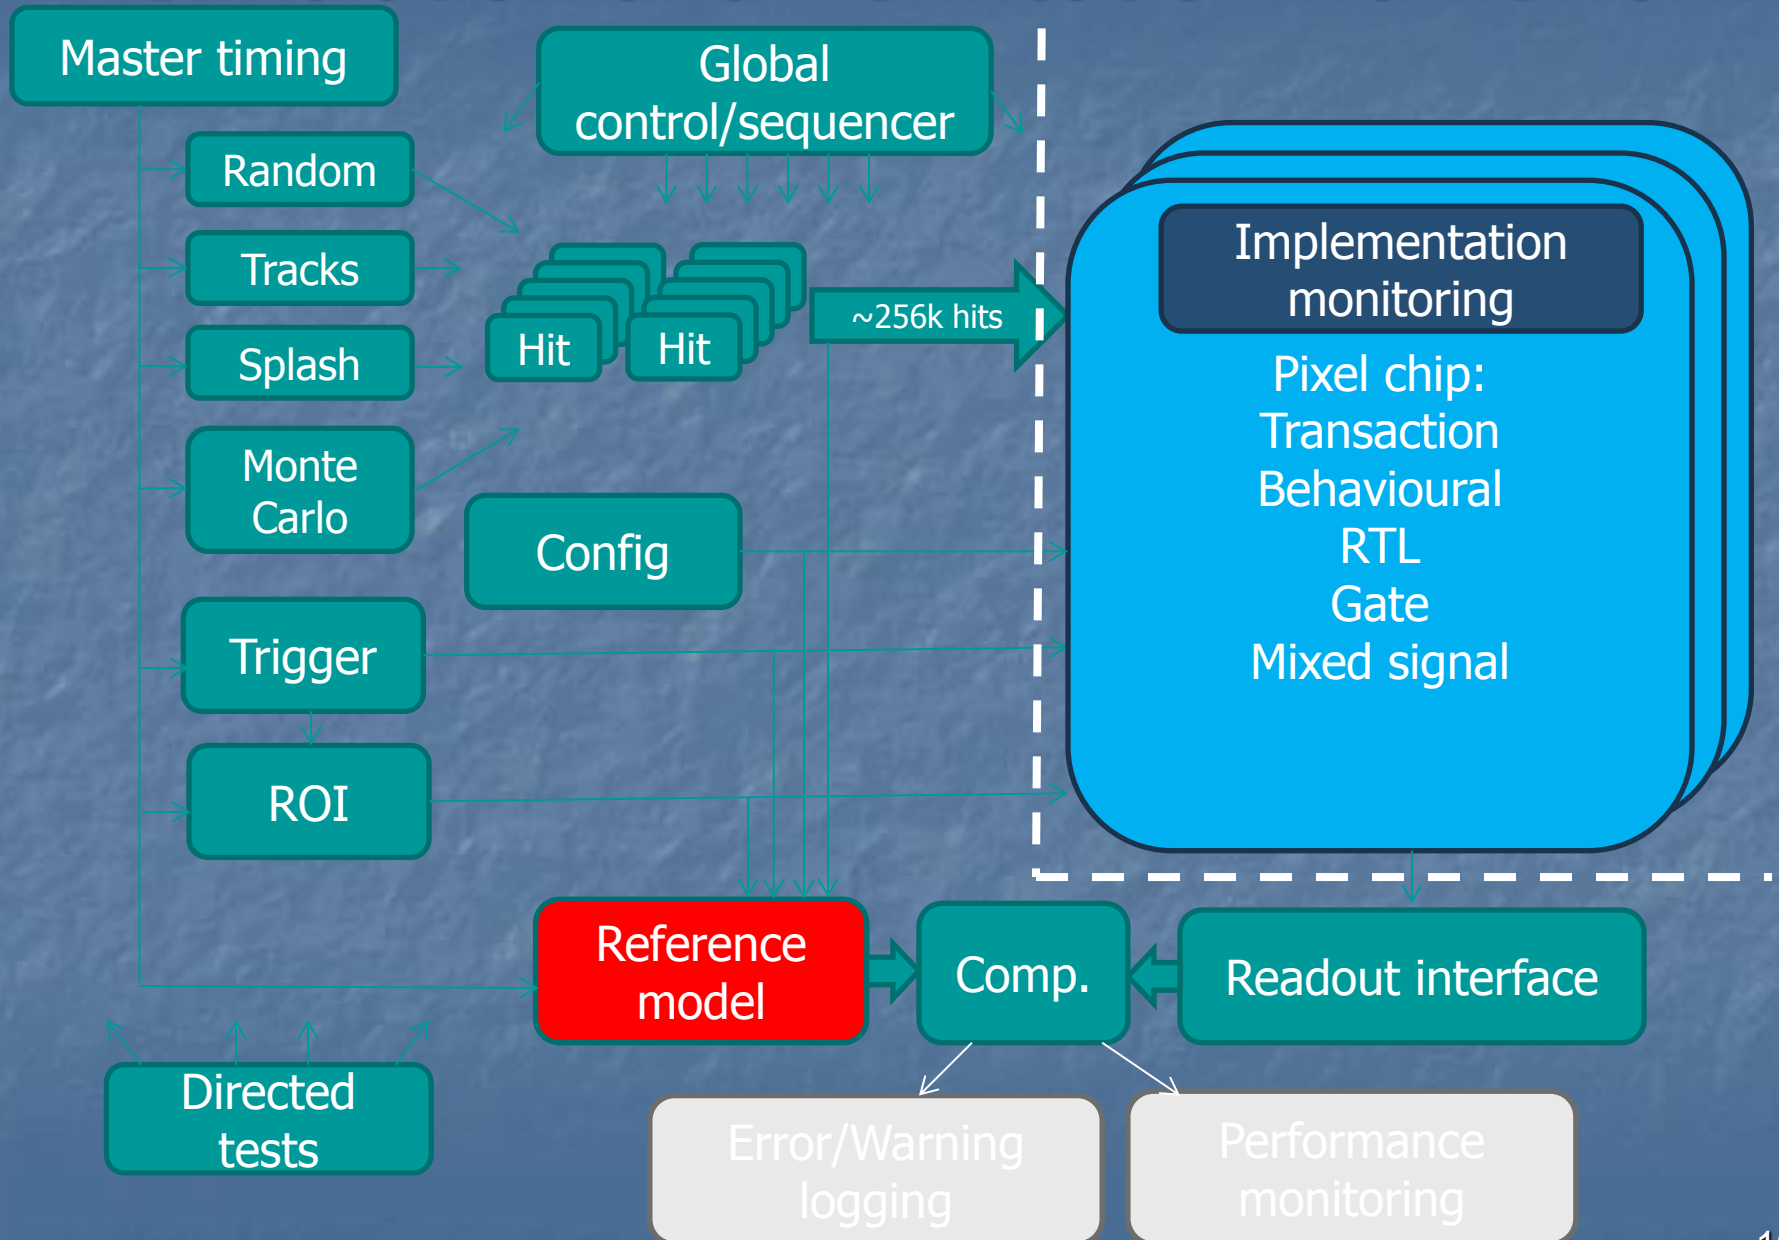 Master timing
Global
control/sequencer
Random
Tracks
Splash
Monte
Carlo
Hit
Hit
~256k hits
Implementation
monitoring
Pixel chip:
Transaction
Behavioural
RTL
Gate
Mixed signal
Config
Trigger
ROI
Reference
model
Comp.
Readout interface
Directed
tests
Error/Warning
logging
Performance
monitoring